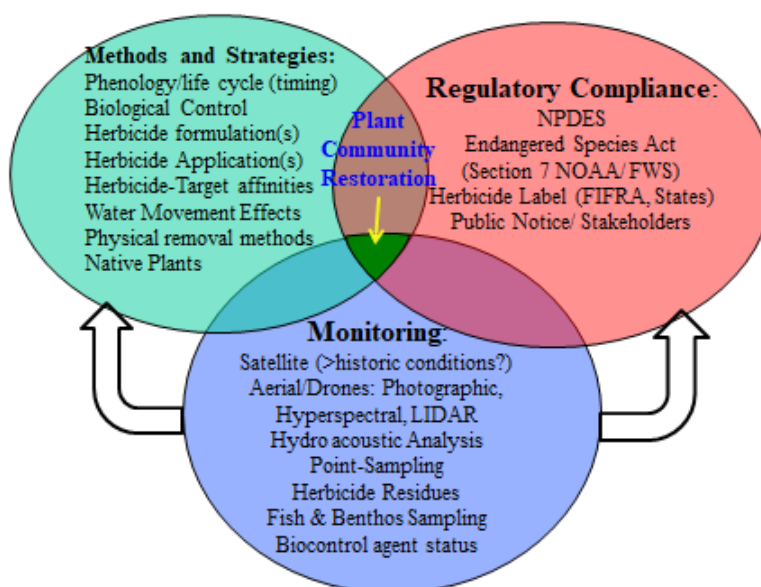 Methods and Strategies:
Phenology/life cycle (timing)
Biological Control
Herbicide formulation(s)
Herbicide Application(s)
Herbicide-Target affinities
Water Movement Effects
Physical removal methods
Native Plants
Plant
Community
Restoration
Regulatory Compliance:
NPDES
Endangered Species Act
(Section 7 NOAA/ FWS)
Herbicide Label (FIFRA, States)
Public Notice/ Stakeholders
Monitoring:
Satellite (>historic conditions?)
Aerial/Drones: Photographic,
Hyperspectral, LIDAR
Hydro acoustic Analysis
Point-Sampling
Herbicide Residues
Fish & Benthos Sampling
Biocontrol agent status